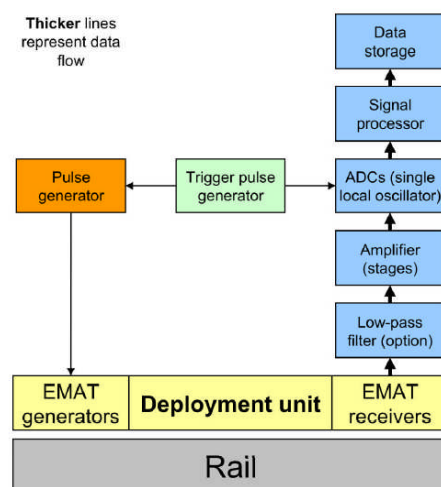 Thicker lines
represent data
flow
Data
storage
Signal
processor
Pulse
generator
Trigger pulse
generator
ADCs (single
local oscillator)
Amplifier
(stages)
Low-pass
filter (option)
EMAT
generators
Deployment unit
EMAT
receivers
Rail